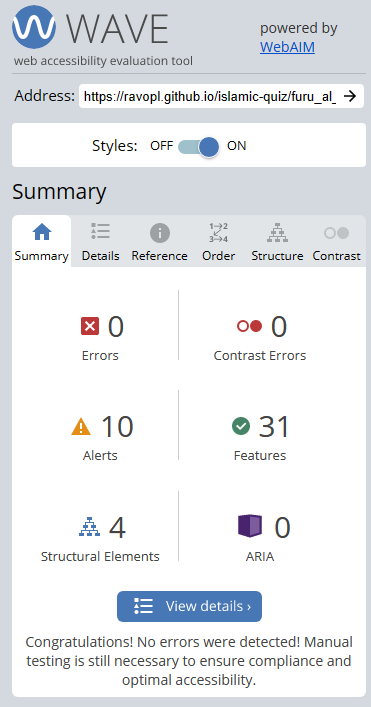 WAVE
web accessibility evaluation tool
powered by
WebAIM
Address: https://ravopl.github.io/islamic-quiz/furu_al_
Styles: OFF ON
Summary
Summary Details Reference Order Structure Contrast
0
Errors
0
Contrast Errors
10
Alerts
31
Features
4
Structural Elements
0
ARIA
View details ›
Congratulations! No errors were detected! Manual
testing is still necessary to ensure compliance and
optimal accessibility.